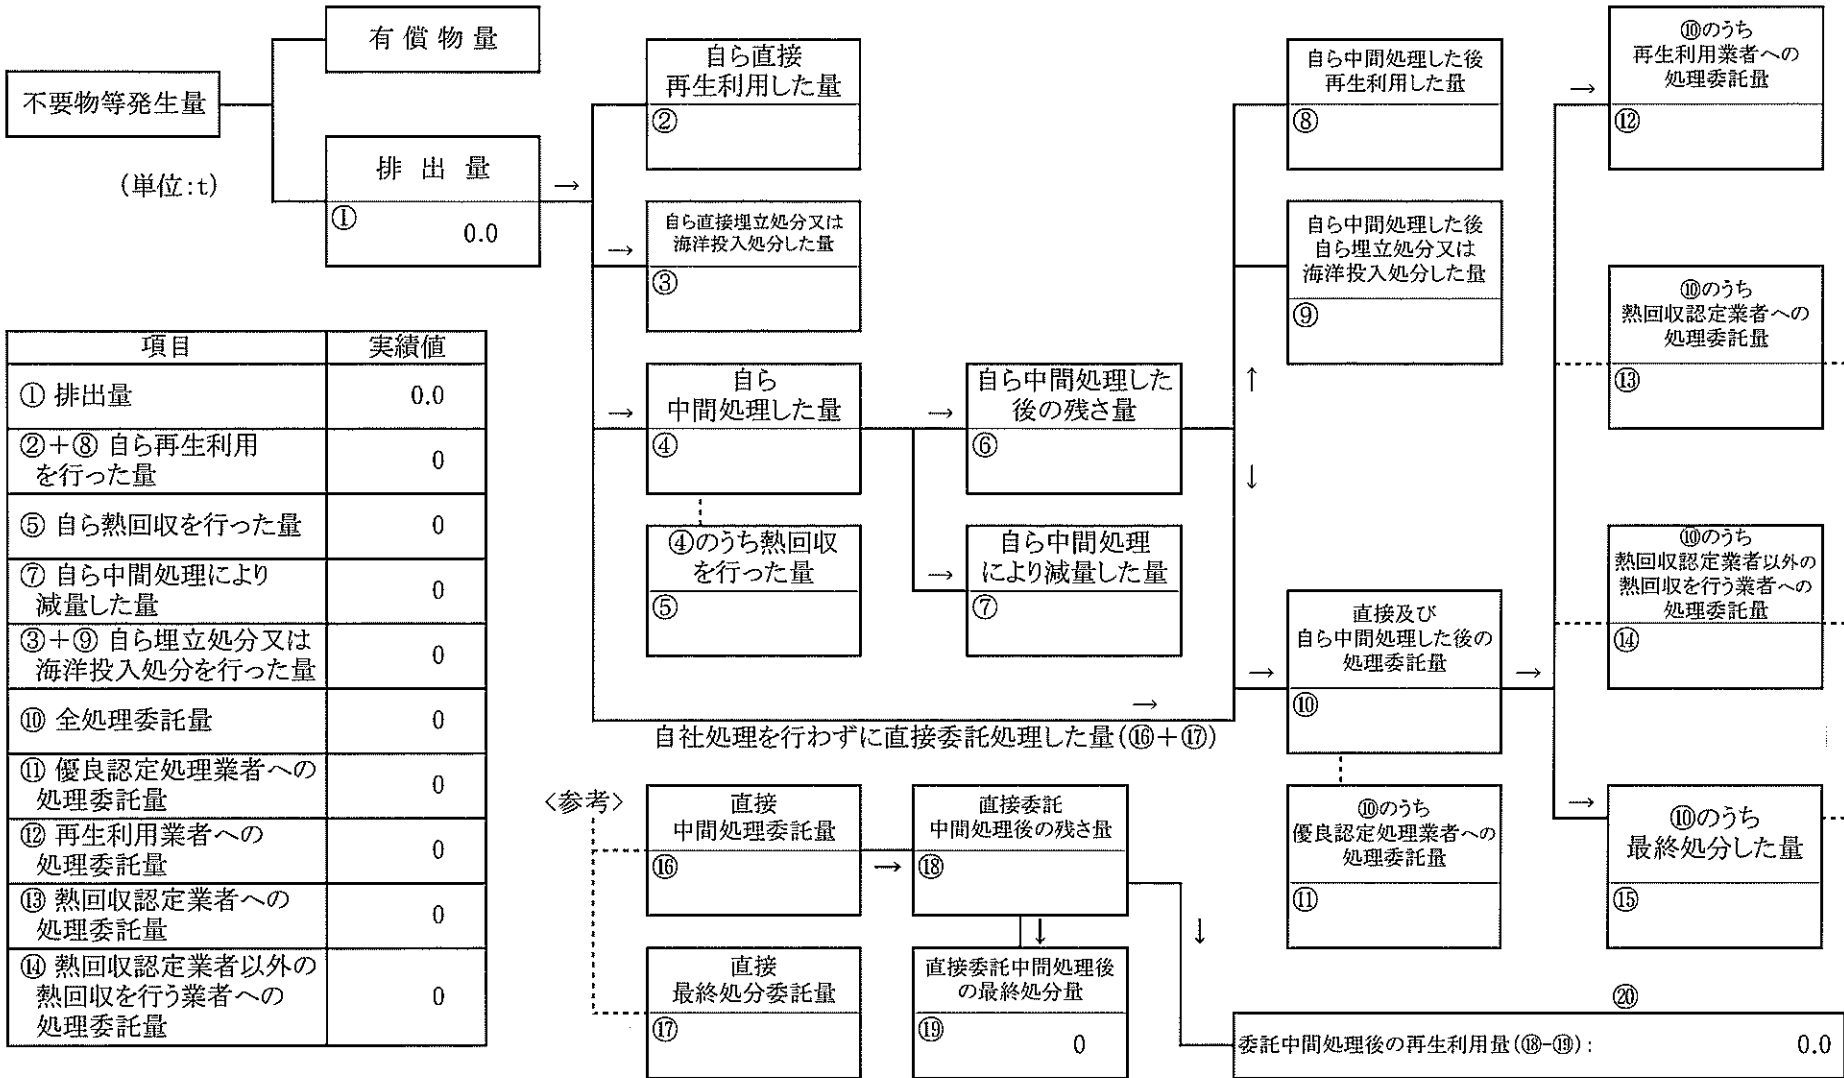 有償物量
不要物等発生量
(単位:t)
排出量
①
0.0
→
自ら直接
再生利用した量
②
→
自ら直接埋立処分又は
海洋投入処分した量
③
→
自ら
中間処理した量
④
④のうち熱回収
を行った量
⑤
→
自ら中間処理した
後の残さ量
⑥
→
自ら中間処理
により減量した量
⑦
↑
↓
自ら中間処理した後
再生利用した量
⑧
自ら中間処理した後
自ら埋立処分又は
海洋投入処分した量
⑨
→
自社処理を行わずに直接委託処理した量(⑯+⑰)
→
直接及び
自ら中間処理した後の
処理委託量
⑩
→
⑩のうち
優良認定処理業者への
処理委託量
⑪
→
⑩のうち
再生利用業者への
処理委託量
⑫
⑩のうち
熱回収認定業者への
処理委託量
⑬
⑩のうち
熱回収認定業者以外の
熱回収を行う業者への
処理委託量
⑭
→
⑩のうち
最終処分した量
⑮
項目 実績値
① 排出量 0.0
②+⑧ 自ら再生利用
を行った量 0
⑤ 自ら熱回収を行った量 0
⑦ 自ら中間処理により
減量した量 0
③+⑨ 自ら埋立処分又は
海洋投入処分を行った量 0
⑩ 全処理委託量 0
⑪ 優良認定処理業者への
処理委託量 0
⑫ 再生利用業者への
処理委託量 0
⑬ 熱回収認定業者への
処理委託量 0
⑭ 熱回収認定業者以外の
熱回収を行う業者への
処理委託量 0
〈参考〉
直接
中間処理委託量
⑯
→
直接委託
中間処理後の残さ量
⑱
↓
↓
直接
最終処分委託量
⑰
直接委託中間処理後
の最終処分量
⑲
0
⑳
委託中間処理後の再生利用量(⑱-⑲): 0.0